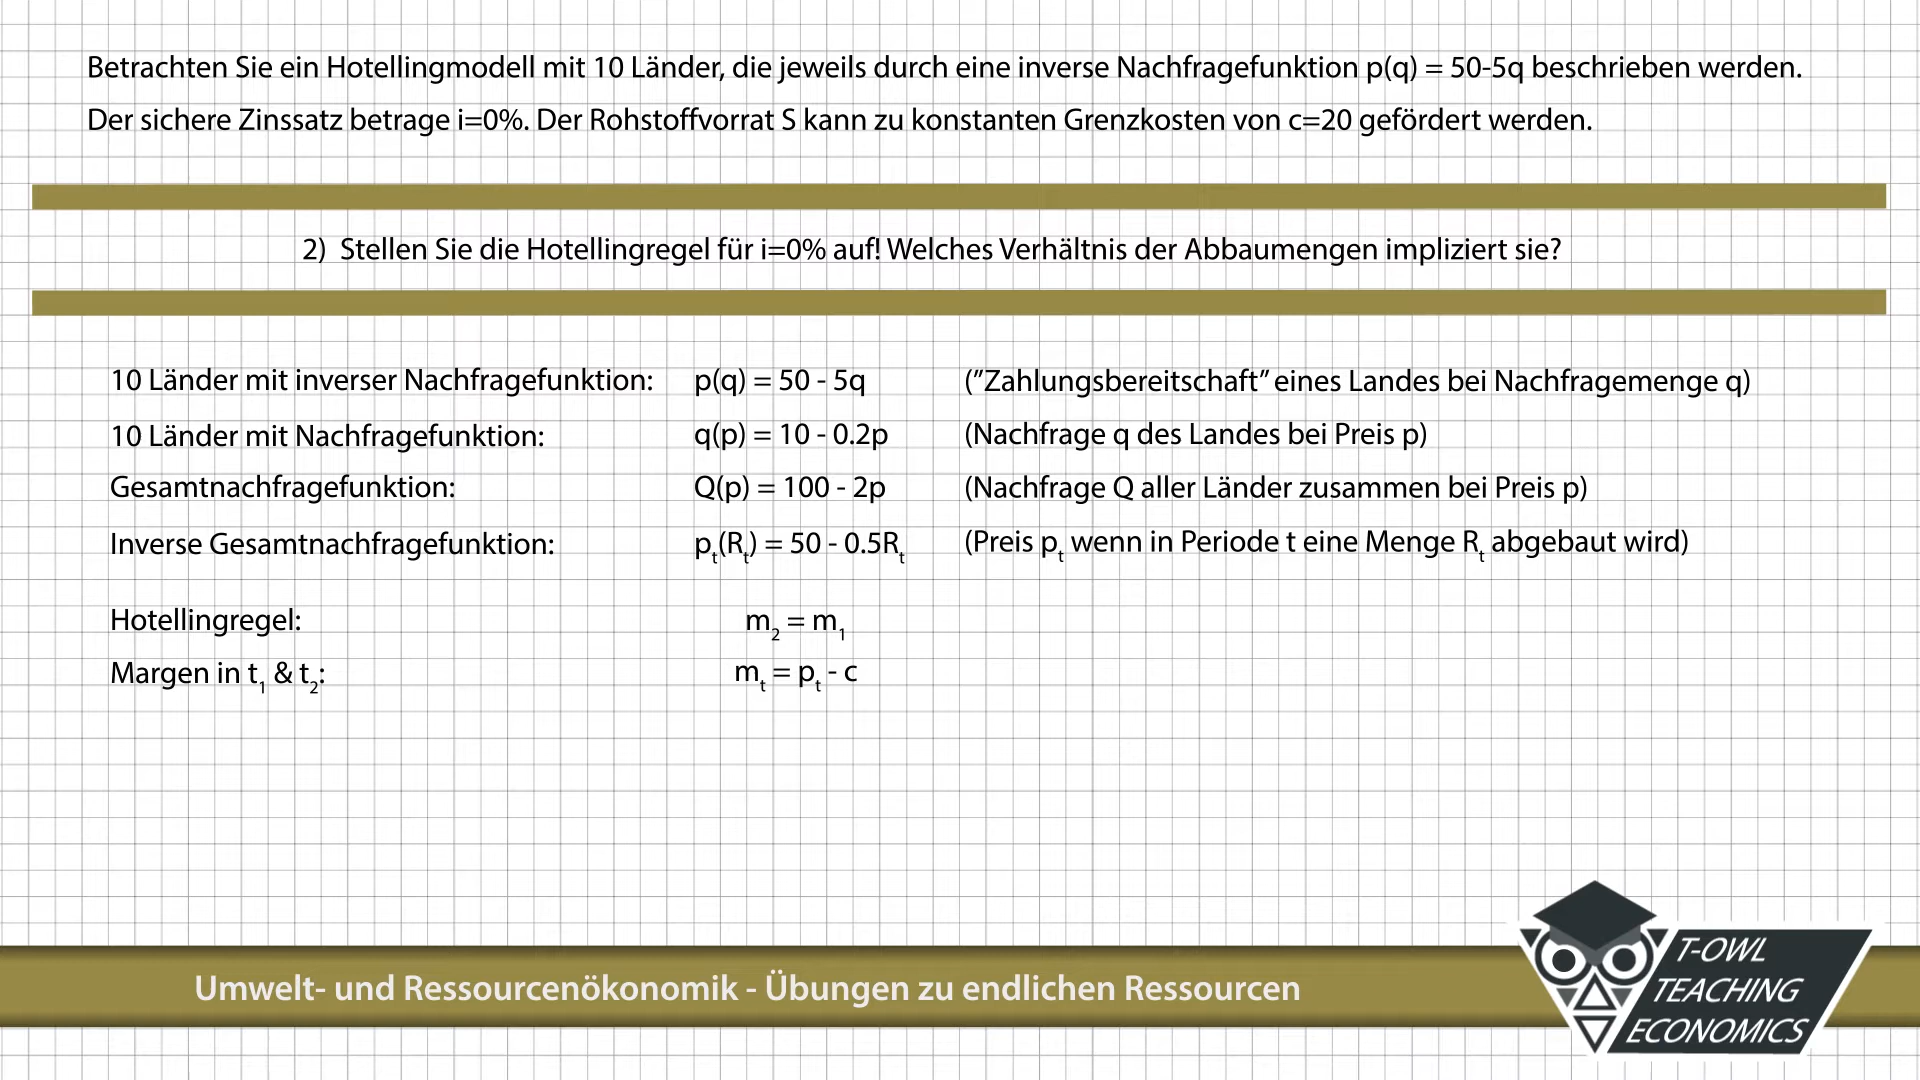 Betrachten Sie ein Hotellingmodell mit 10 Länder, die jeweils durch eine inverse Nachfragefunktion p(q) = 50-5q beschrieben werden.
Der sichere Zinssatz betrage i=0%. Der Rohstoffvorrat S kann zu konstanten Grenzkosten von c=20 gefördert werden.
2) Stellen Sie die Hotellingregel für i=0% auf! Welches Verhältnis der Abbaumengen impliziert sie?
10 Länder mit inverser Nachfragefunktion: p(q) = 50 - 5q ("Zahlungsbereitschaft" eines Landes bei Nachfragemenge q)
10 Länder mit Nachfragefunktion: q(p) = 10 - 0.2p (Nachfrage q des Landes bei Preis p)
Gesamtnachfragefunktion: Q(p) = 100 - 2p (Nachfrage Q aller Länder zusammen bei Preis p)
Inverse Gesamtnachfragefunktion: pₜ(Rₜ) = 50 - 0.5Rₜ (Preis pₜ wenn in Periode t eine Menge Rₜ abgebaut wird)
Hotellingregel: m₂ = m₁
Margen in t₁ & t₂: mₜ = pₜ - c
Umwelt- und Ressourcenökonomik - Übungen zu endlichen Ressourcen
T-OWL
TEACHING
ECONOMICS